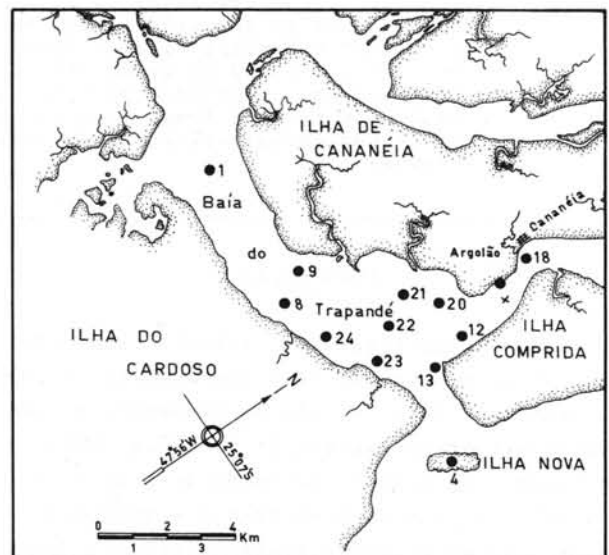 ILHA DE
CANANÉIA
1
Baía
Cananéia
Argolão
18
do
9
21
20
8
Trapandé
22
12
ILHA
COMPRIDA
24
ILHA DO
CARDOSO
23
13
N
47°56'W
25°07'S
ILHA NOVA
4
0 2 4
Km
1 3